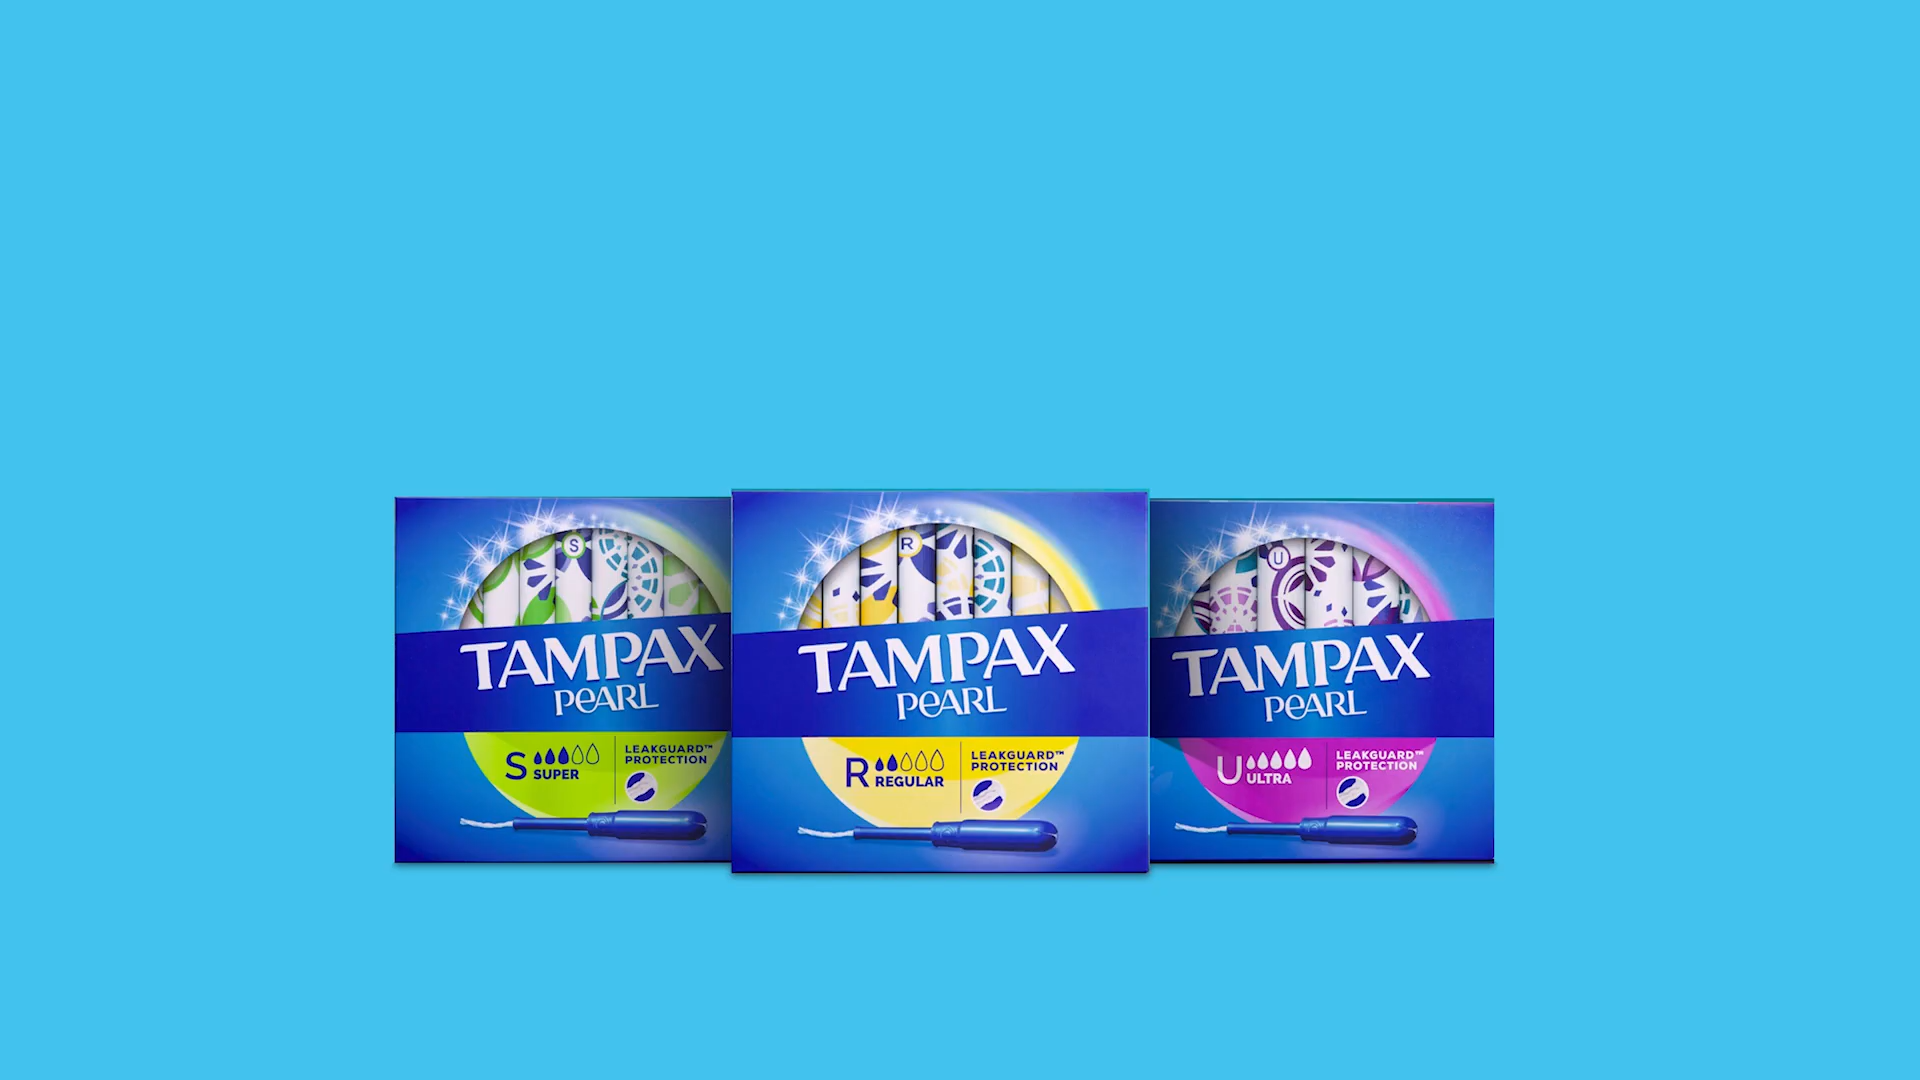 S
TAMPAX
PEARL
S SUPER
LEAKGUARD™
PROTECTION
R
TAMPAX
PEARL
R REGULAR
LEAKGUARD™
PROTECTION
U
TAMPAX
PEARL
U ULTRA
LEAKGUARD™
PROTECTION